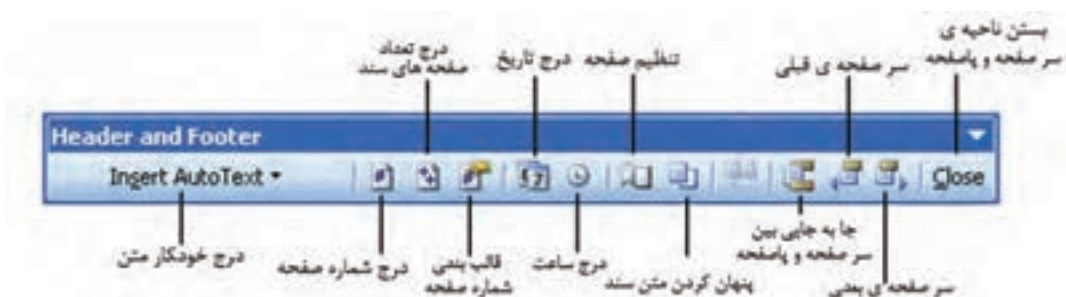 بستن ناحیه ی
سر صفحه و پاصفحه
سر صفحه ی قبلی
تنظیم صفحه
درج تاریخ
درج تعداد
صفحه های سند
Header and Footer
Insert AutoText
Close
جا به جایی بین
سر صفحه و پاصفحه
سر صفحه ی بعدی
پنهان کردن متن سند
درج ساعت
قالب بندی
شماره صفحه
درج شماره صفحه
درج خودکار متن